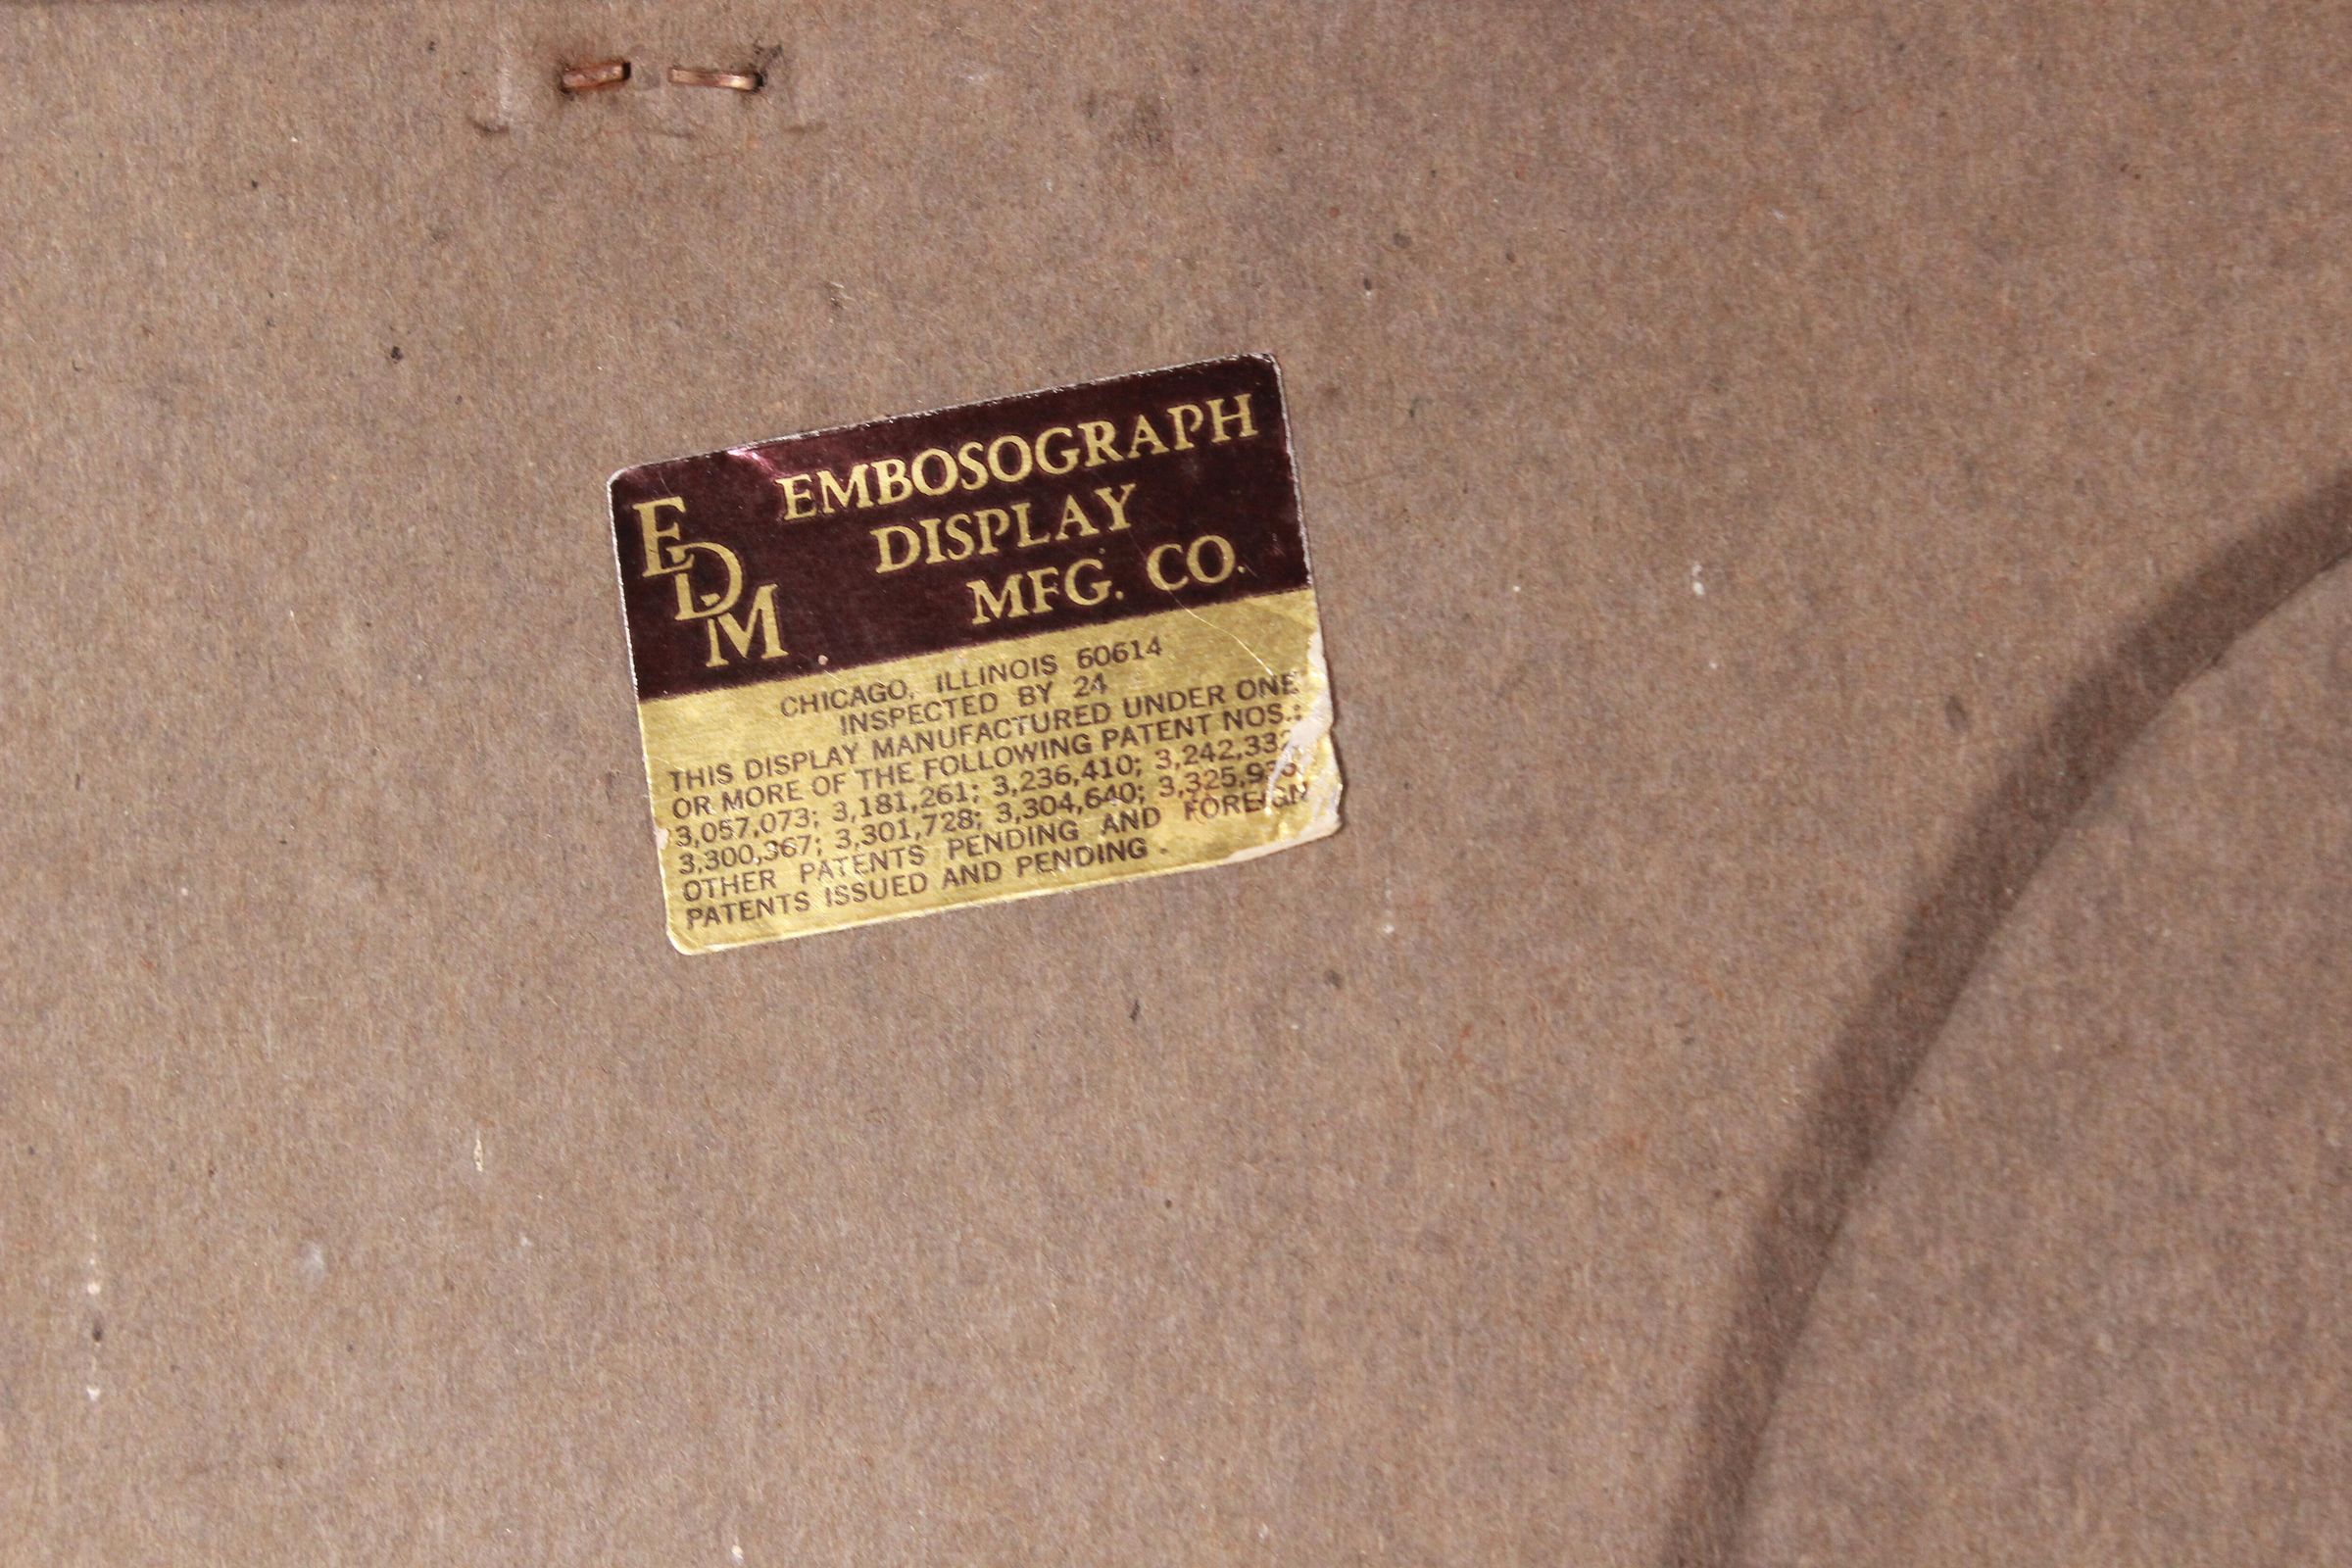 EDM
EMBOSOGRAPH
DISPLAY
MFG. CO.
CHICAGO, ILLINOIS 60614
INSPECTED BY 24
THIS DISPLAY MANUFACTURED UNDER ONE
OR MORE OF THE FOLLOWING PATENT NOS.:
3,057,073; 3,181,261; 3,236,410;
3,300,367; 3,301,728; 3,304,640;
OTHER PATENTS PENDING AND FOREIGN
PATENTS ISSUED AND PENDING.